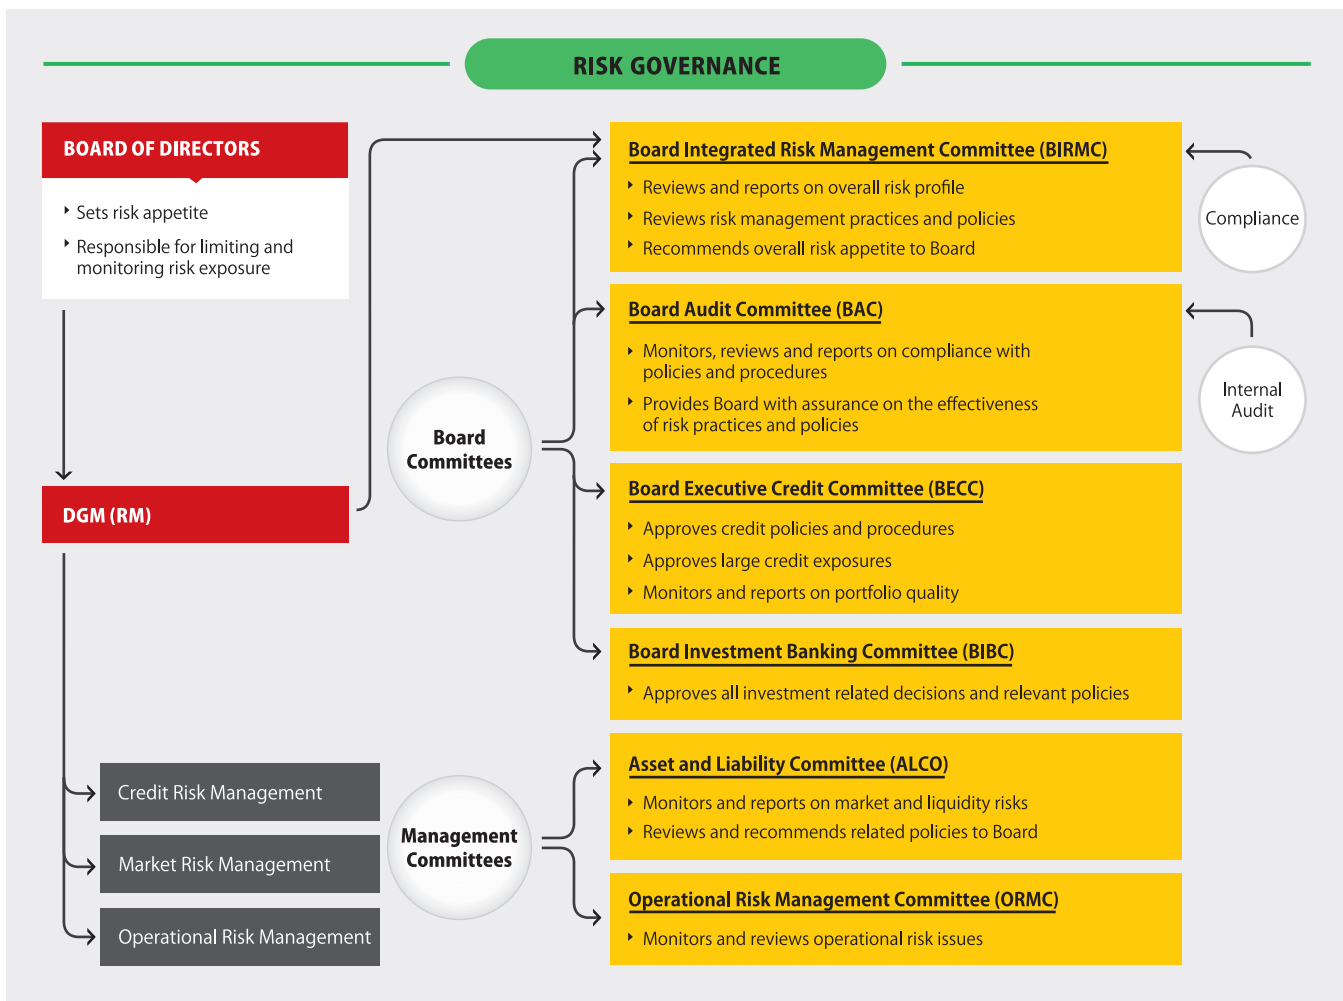 RISK GOVERNANCE
BOARD OF DIRECTORS
Sets risk appetite
Responsible for limiting and
monitoring risk exposure
DGM (RM)
Credit Risk Management
Market Risk Management
Operational Risk Management
Board
Committees
Management
Committees
Board Integrated Risk Management Committee (BIRMC)
Reviews and reports on overall risk profile
Reviews risk management practices and policies
Recommends overall risk appetite to Board
Board Audit Committee (BAC)
Monitors, reviews and reports on compliance with
policies and procedures
Provides Board with assurance on the effectiveness
of risk practices and policies
Board Executive Credit Committee (BECC)
Approves credit policies and procedures
Approves large credit exposures
Monitors and reports on portfolio quality
Board Investment Banking Committee (BIBC)
Approves all investment related decisions and relevant policies
Asset and Liability Committee (ALCO)
Monitors and reports on market and liquidity risks
Reviews and recommends related policies to Board
Operational Risk Management Committee (ORMC)
Monitors and reviews operational risk issues
Compliance
Internal
Audit